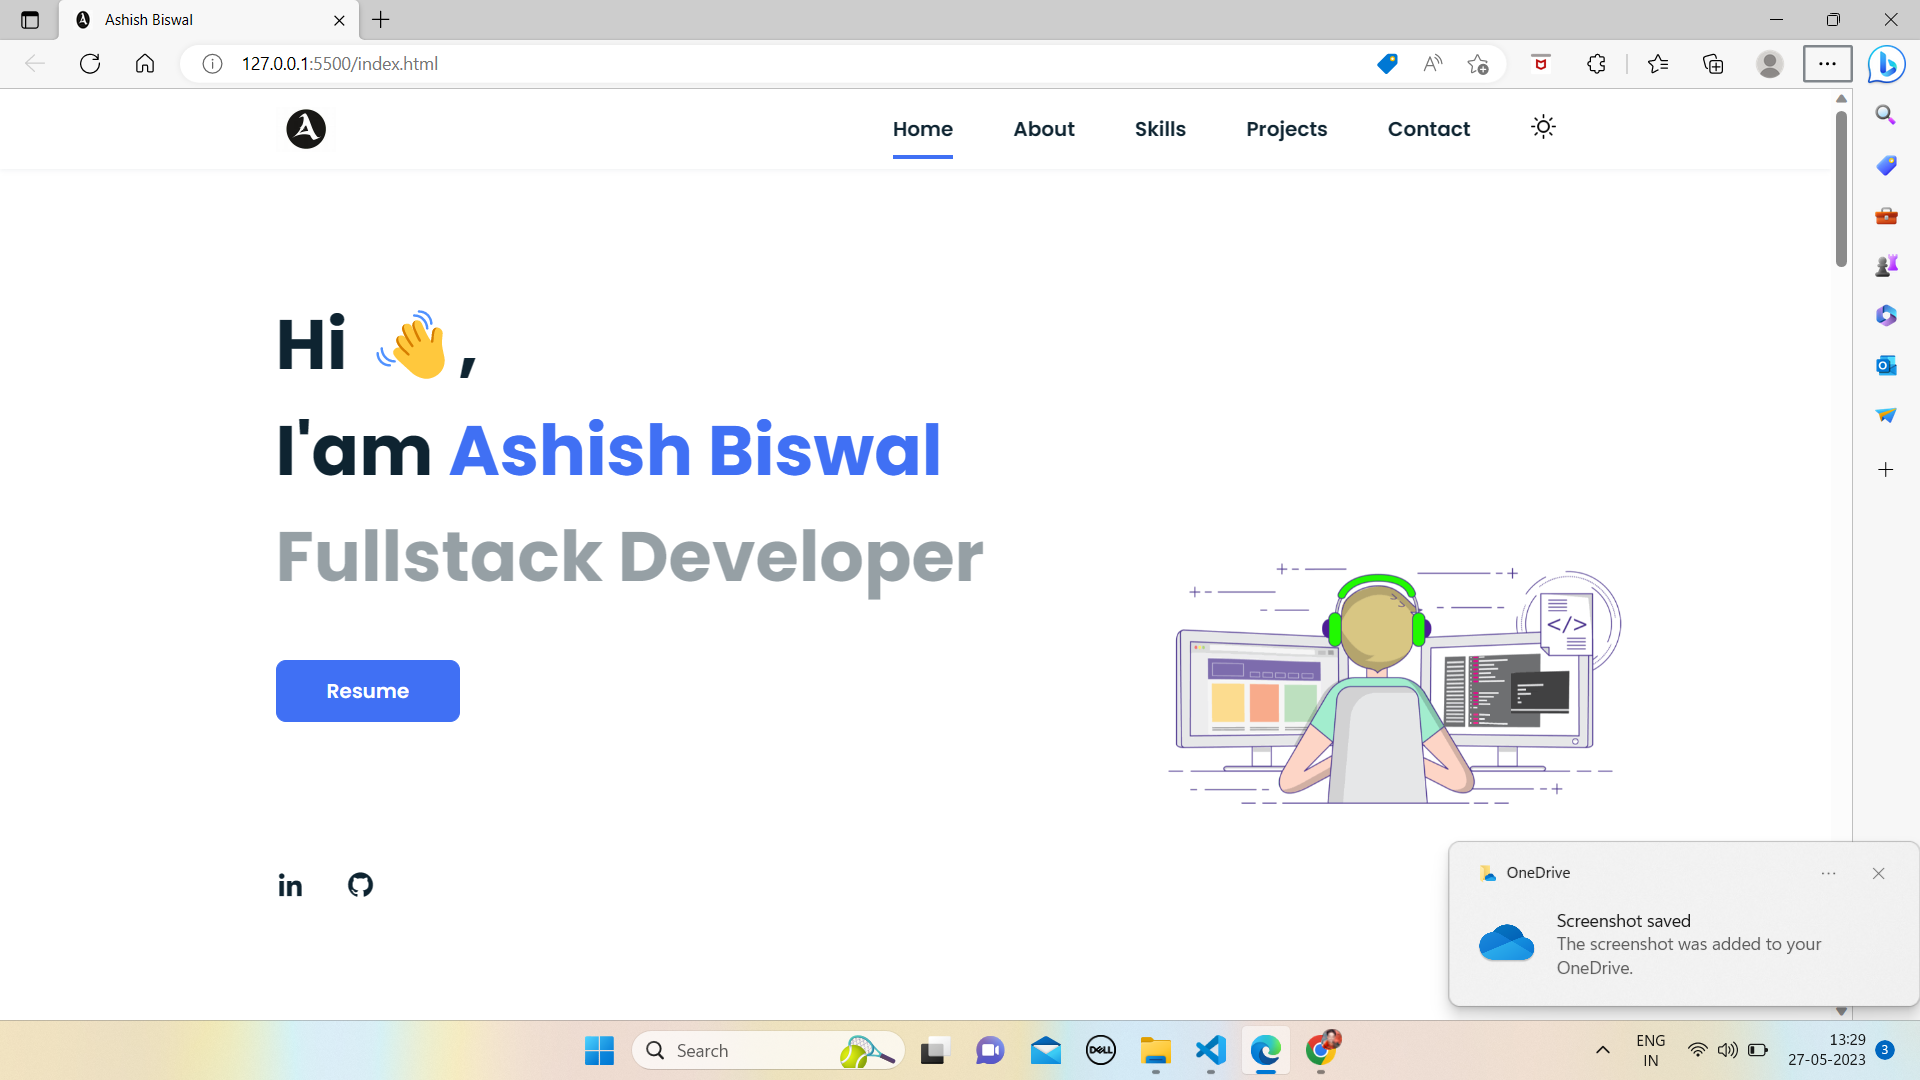 Ashish Biswal
127.0.0.1:5500/index.html
A
Home
About
Skills
Projects
Contact
Hi 👋,
I'am Ashish Biswal
Fullstack Developer
Resume
</>
in
OneDrive
Screenshot saved
The screenshot was added to your
OneDrive.
Search
DELL
ENG
IN
13:29
27-05-2023
3